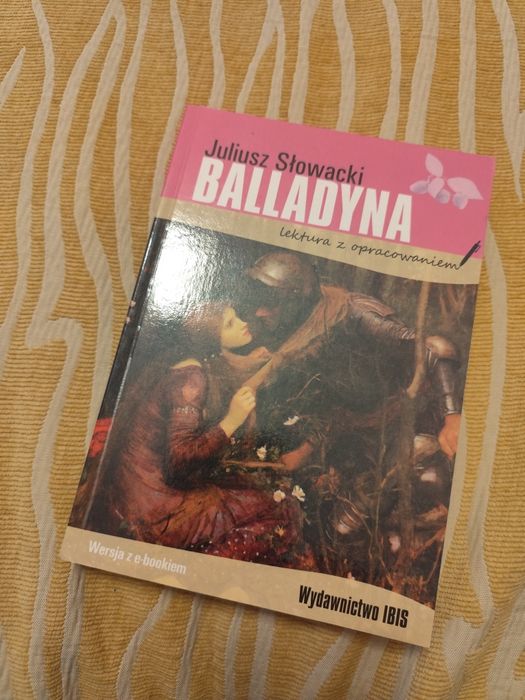 Juliusz Słowacki
BALLADYNA
lektura z opracowaniem
Wersja z e-bookiem
Wydawnictwo IBIS